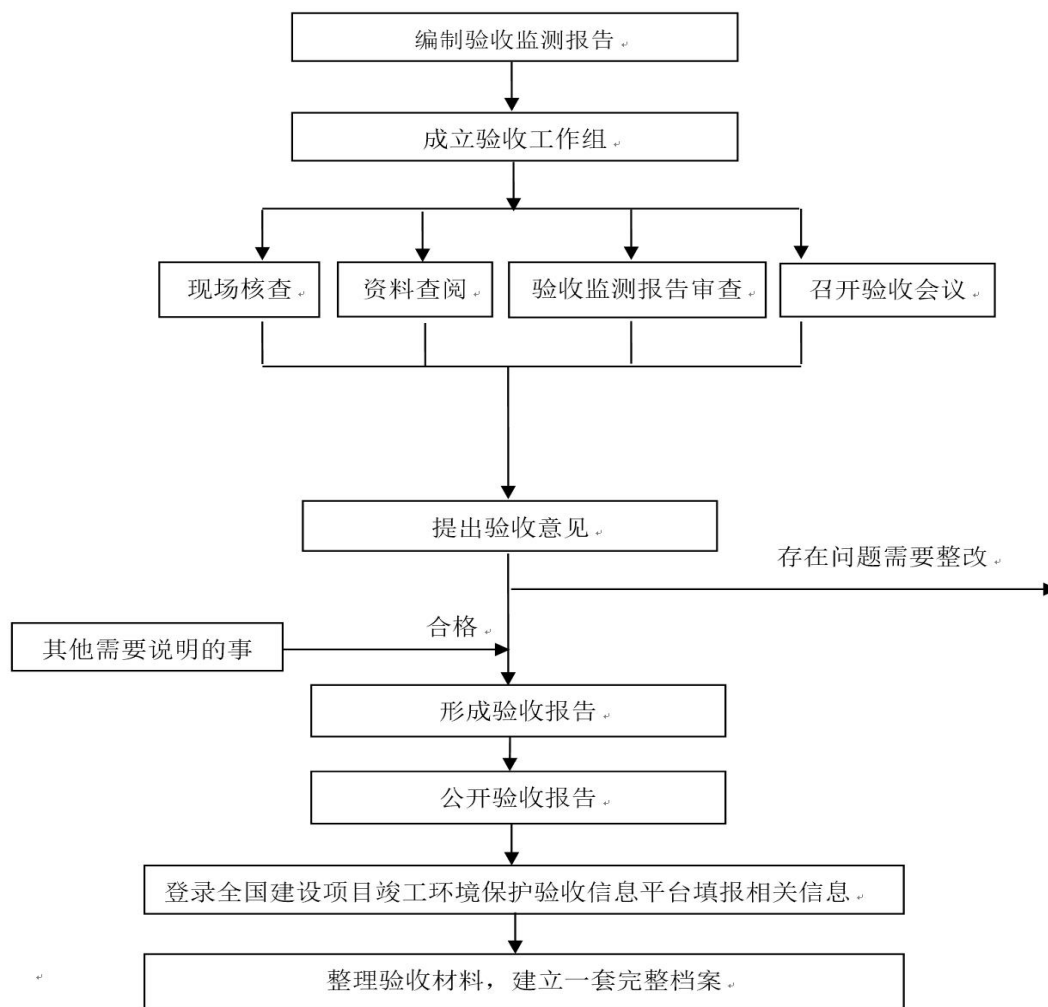 编制验收监测报告
成立验收工作组
现场核查
资料查阅
验收监测报告审查
召开验收会议
提出验收意见
存在问题需要整改
合格
其他需要说明的事
形成验收报告
公开验收报告
登录全国建设项目竣工环境保护验收信息平台填报相关信息
整理验收材料，建立一套完整档案